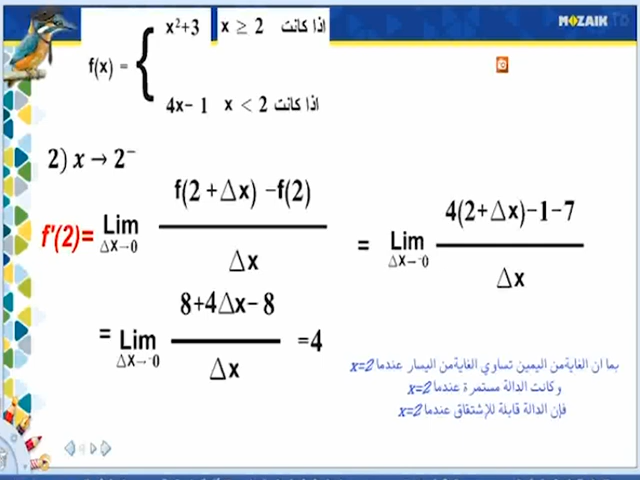 MOZAIK
f(x) = { x²+3 x ≥ 2 اذا كانت
4x− 1 x < 2 اذا كانت
2) x → 2⁻
f'(2)= Lim Δx→0 f(2+Δx) −f(2) / Δx = Lim Δx→⁻0 4(2+Δx)−1−7 / Δx
= Lim Δx→⁻0 8+4Δx−8 / Δx =4
بما ان الغاية من اليمين تساوي الغاية من اليسار عندما x=2
وكانت الدالة مستمرة عندما x=2
فإن الدالة قابلة للإشتقاق عندما x=2